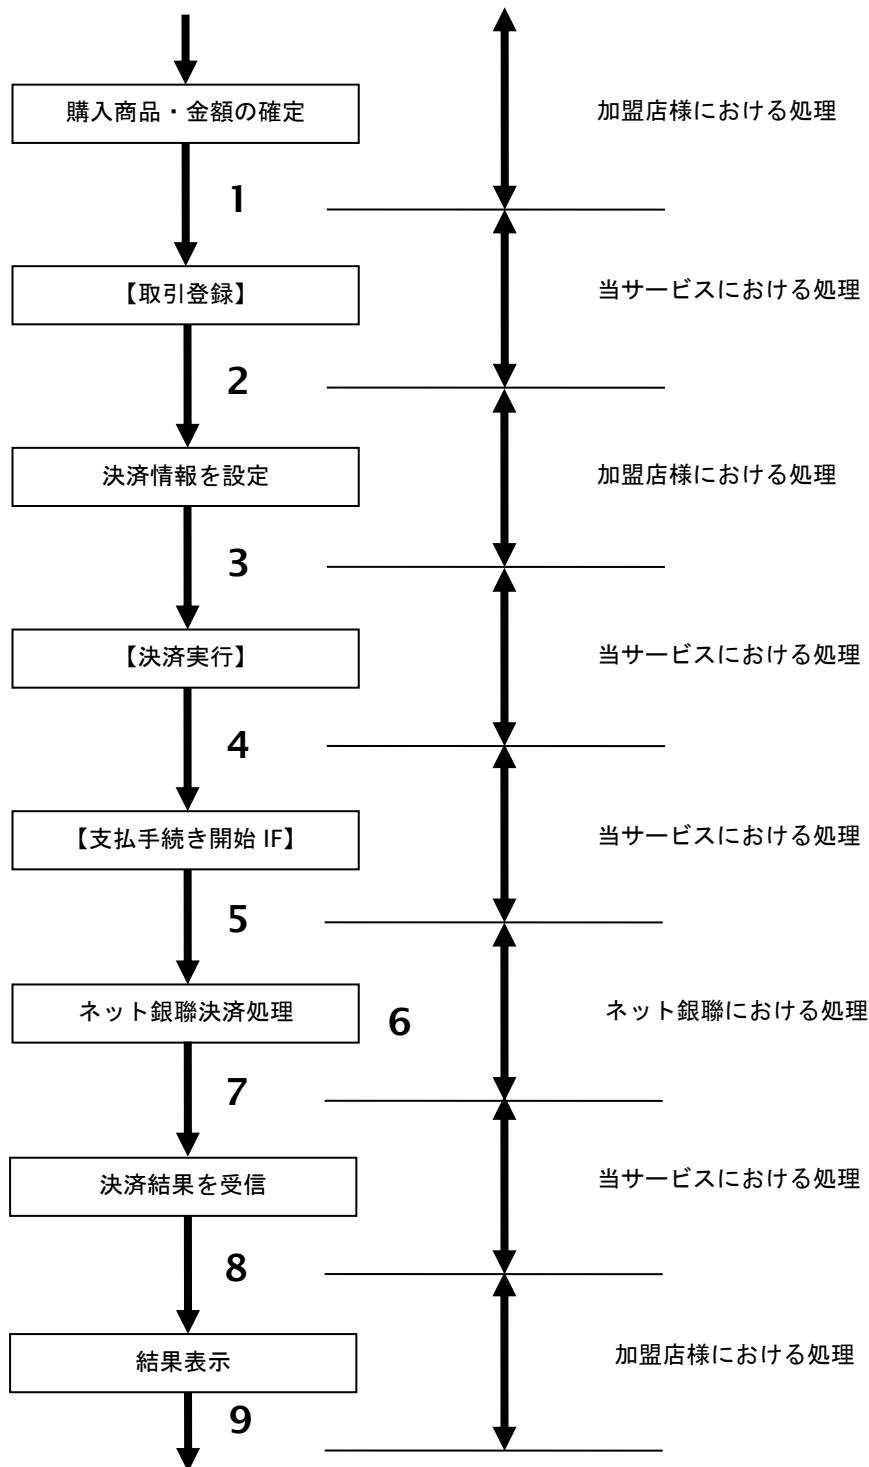 購入商品・金額の確定
加盟店様における処理
1
【取引登録】
当サービスにおける処理
2
決済情報を設定
加盟店様における処理
3
【決済実行】
当サービスにおける処理
4
【支払手続き開始 IF】
当サービスにおける処理
5
ネット銀聯決済処理
6
ネット銀聯における処理
7
決済結果を受信
当サービスにおける処理
8
結果表示
加盟店様における処理
9